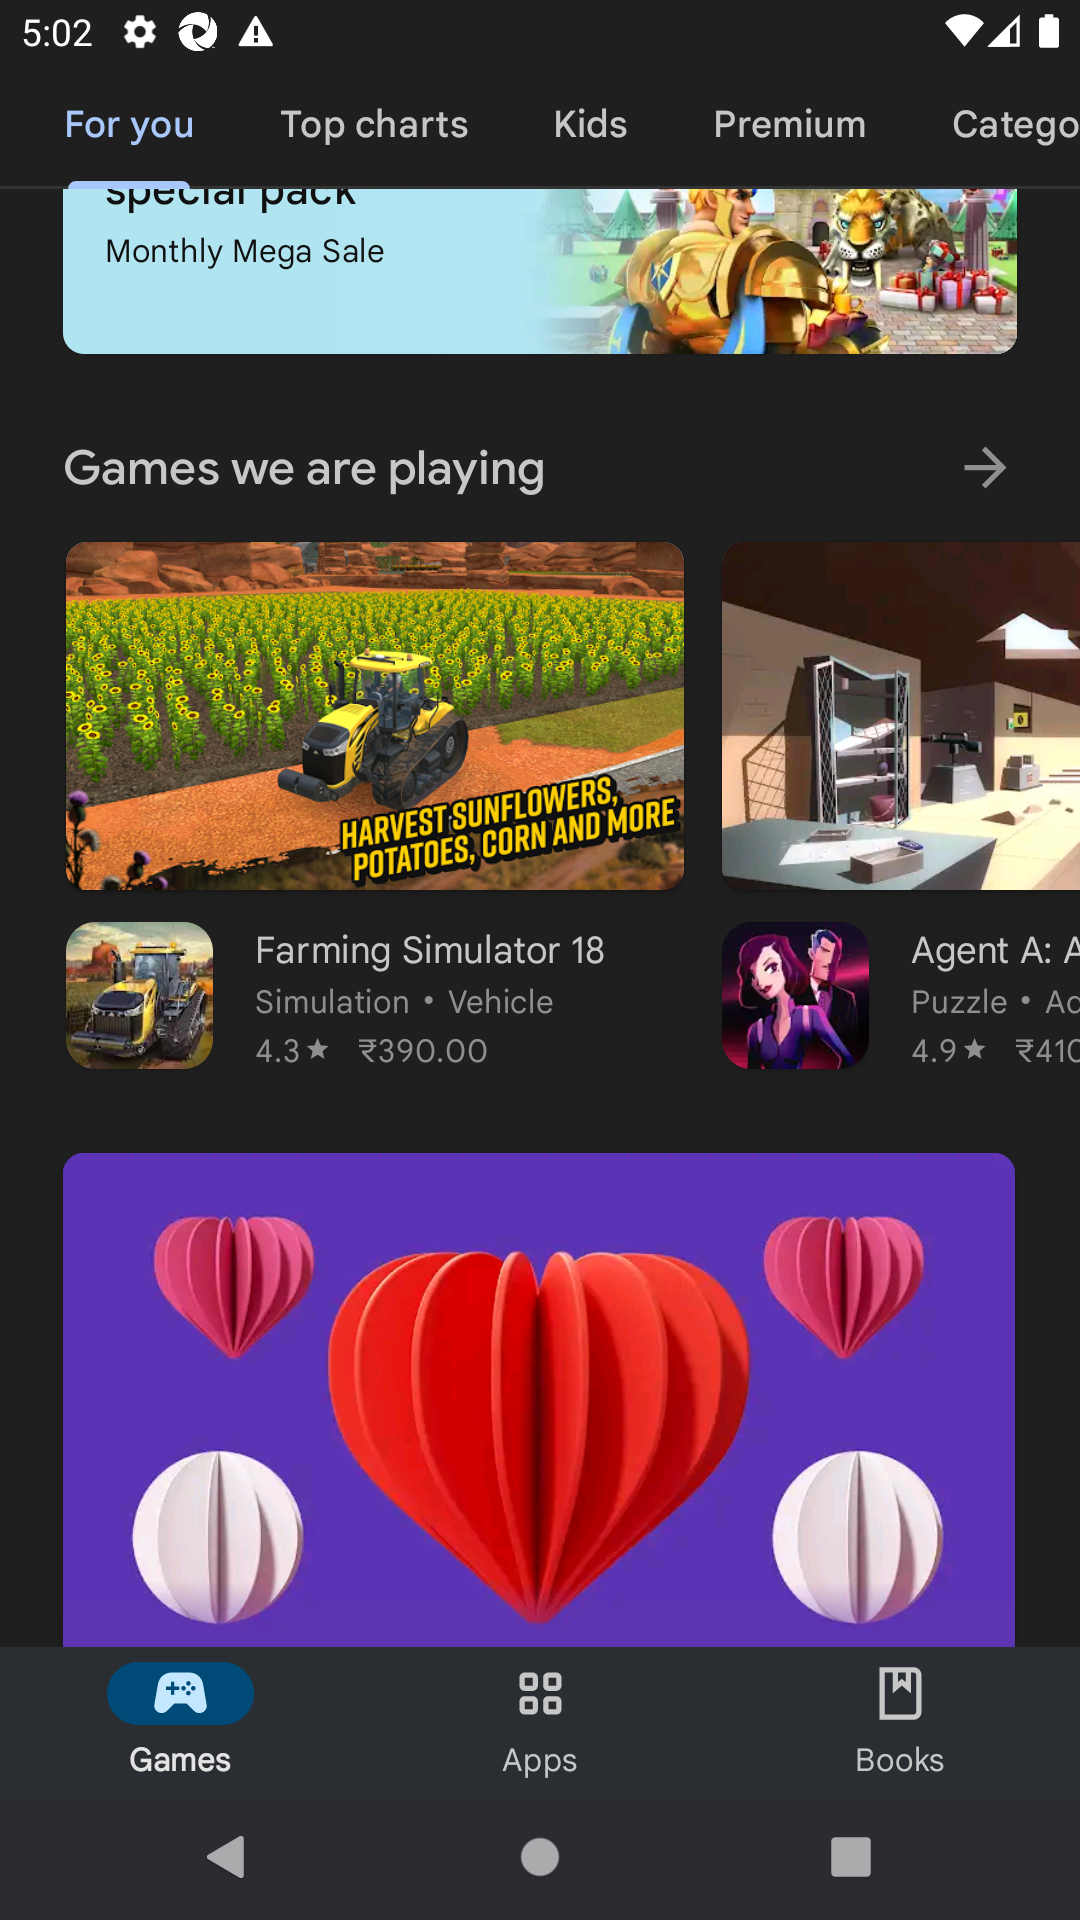 5:02
For you
Top charts
Kids
Premium
Catego
special pack
Monthly Mega Sale
Games we are playing
HARVEST SUNFLOWERS,
POTATOES, CORN AND MORE
Farming Simulator 18
Simulation • Vehicle
4.3★ ₹390.00
Agent A: A
Puzzle • Ac
4.9★ ₹410
Games
Apps
Books